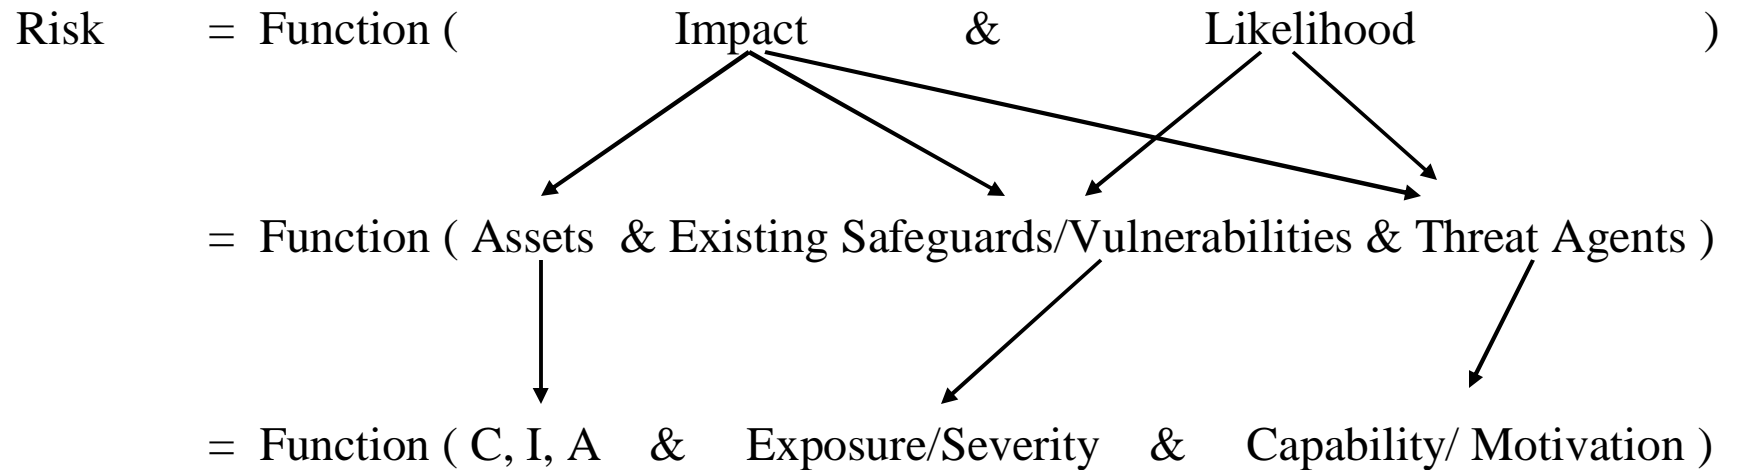 Risk = Function ( Impact & Likelihood )
= Function ( Assets & Existing Safeguards/Vulnerabilities & Threat Agents )
= Function ( C, I, A & Exposure/Severity & Capability/ Motivation )